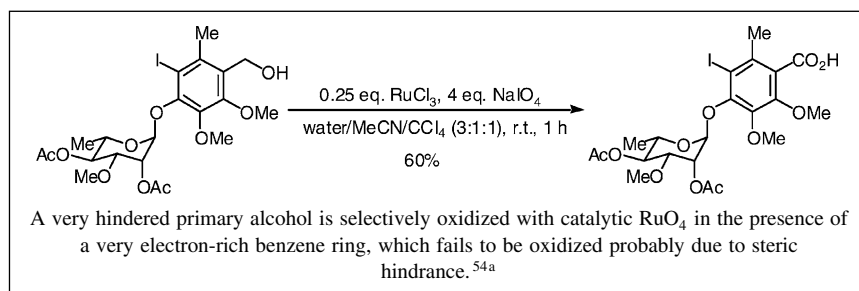 I
OH
O
OMe
OMe
Me
O
AcO
MeO
OAc
0.25 eq. RuCl₃, 4 eq. NaIO₄
water/MeCN/CCl₄ (3:1:1), r.t., 1 h
60%
I
CO₂H
O
OMe
OMe
Me
O
AcO
MeO
OAc
A very hindered primary alcohol is selectively oxidized with catalytic RuO₄ in the presence of
a very electron-rich benzene ring, which fails to be oxidized probably due to steric
hindrance.⁵⁴ᵃ